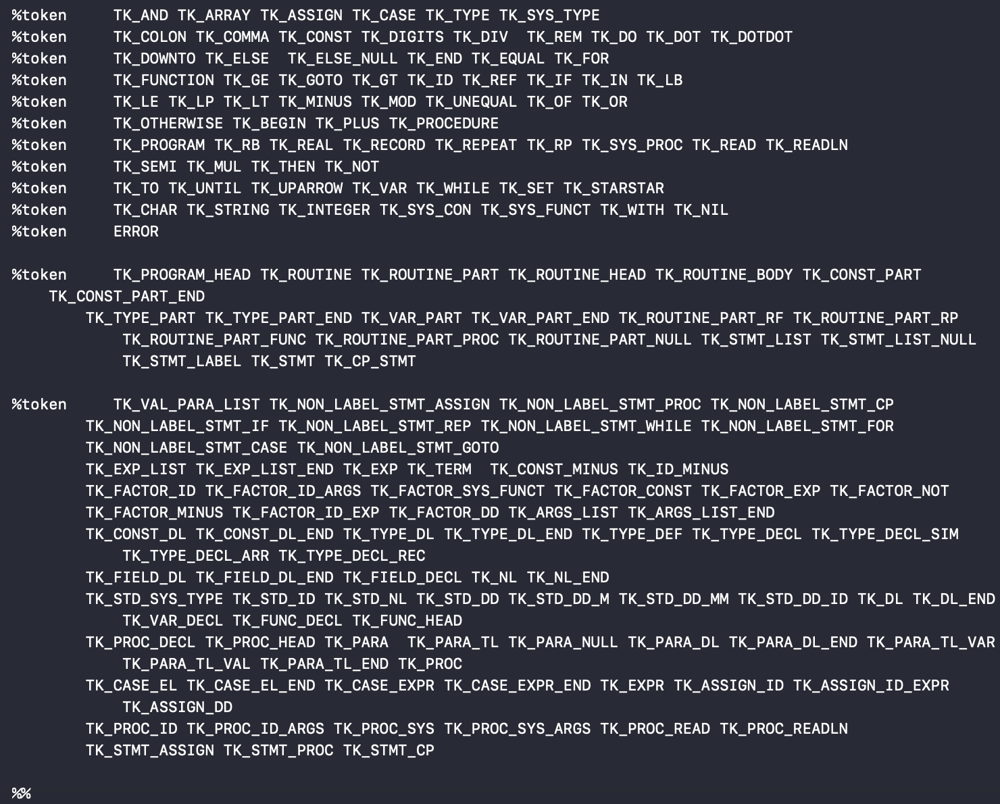 %token     TK_AND TK_ARRAY TK_ASSIGN TK_CASE TK_TYPE TK_SYS_TYPE
%token     TK_COLON TK_COMMA TK_CONST TK_DIGITS TK_DIV  TK_REM TK_DO TK_DOT TK_DOTDOT
%token     TK_DOWNTO TK_ELSE  TK_ELSE_NULL TK_END TK_EQUAL TK_FOR
%token     TK_FUNCTION TK_GE TK_GOTO TK_GT TK_ID TK_REF TK_IF TK_IN TK_LB
%token     TK_LE TK_LP TK_LT TK_MINUS TK_MOD TK_UNEQUAL TK_OF TK_OR
%token     TK_OTHERWISE TK_BEGIN TK_PLUS TK_PROCEDURE
%token     TK_PROGRAM TK_RB TK_REAL TK_RECORD TK_REPEAT TK_RP TK_SYS_PROC TK_READ TK_READLN
%token     TK_SEMI TK_MUL TK_THEN TK_NOT
%token     TK_TO TK_UNTIL TK_UPARROW TK_VAR TK_WHILE TK_SET TK_STARSTAR
%token     TK_CHAR TK_STRING TK_INTEGER TK_SYS_CON TK_SYS_FUNCT TK_WITH TK_NIL
%token     ERROR

%token     TK_PROGRAM_HEAD TK_ROUTINE TK_ROUTINE_PART TK_ROUTINE_HEAD TK_ROUTINE_BODY TK_CONST_PART
    TK_CONST_PART_END
        TK_TYPE_PART TK_TYPE_PART_END TK_VAR_PART TK_VAR_PART_END TK_ROUTINE_PART_RF TK_ROUTINE_PART_RP
            TK_ROUTINE_PART_FUNC TK_ROUTINE_PART_PROC TK_ROUTINE_PART_NULL TK_STMT_LIST TK_STMT_LIST_NULL
            TK_STMT_LABEL TK_STMT TK_CP_STMT

%token     TK_VAL_PARA_LIST TK_NON_LABEL_STMT_ASSIGN TK_NON_LABEL_STMT_PROC TK_NON_LABEL_STMT_CP
        TK_NON_LABEL_STMT_IF TK_NON_LABEL_STMT_REP TK_NON_LABEL_STMT_WHILE TK_NON_LABEL_STMT_FOR
        TK_NON_LABEL_STMT_CASE TK_NON_LABEL_STMT_GOTO
        TK_EXP_LIST TK_EXP_LIST_END TK_EXP TK_TERM  TK_CONST_MINUS TK_ID_MINUS
        TK_FACTOR_ID TK_FACTOR_ID_ARGS TK_FACTOR_SYS_FUNCT TK_FACTOR_CONST TK_FACTOR_EXP TK_FACTOR_NOT
        TK_FACTOR_MINUS TK_FACTOR_ID_EXP TK_FACTOR_DD TK_ARGS_LIST TK_ARGS_LIST_END
        TK_CONST_DL TK_CONST_DL_END TK_TYPE_DL TK_TYPE_DL_END TK_TYPE_DEF TK_TYPE_DECL TK_TYPE_DECL_SIM
            TK_TYPE_DECL_ARR TK_TYPE_DECL_REC
        TK_FIELD_DL TK_FIELD_DL_END TK_FIELD_DECL TK_NL TK_NL_END
        TK_STD_SYS_TYPE TK_STD_ID TK_STD_NL TK_STD_DD TK_STD_DD_M TK_STD_DD_MM TK_STD_DD_ID TK_DL TK_DL_END
            TK_VAR_DECL TK_FUNC_DECL TK_FUNC_HEAD
        TK_PROC_DECL TK_PROC_HEAD TK_PARA  TK_PARA_TL TK_PARA_NULL TK_PARA_DL TK_PARA_DL_END TK_PARA_TL_VAR
            TK_PARA_TL_VAL TK_PARA_TL_END TK_PROC
        TK_CASE_EL TK_CASE_EL_END TK_CASE_EXPR TK_CASE_EXPR_END TK_EXPR TK_ASSIGN_ID TK_ASSIGN_ID_EXPR
            TK_ASSIGN_DD
        TK_PROC_ID TK_PROC_ID_ARGS TK_PROC_SYS TK_PROC_SYS_ARGS TK_PROC_READ TK_PROC_READLN
        TK_STMT_ASSIGN TK_STMT_PROC TK_STMT_CP

%%